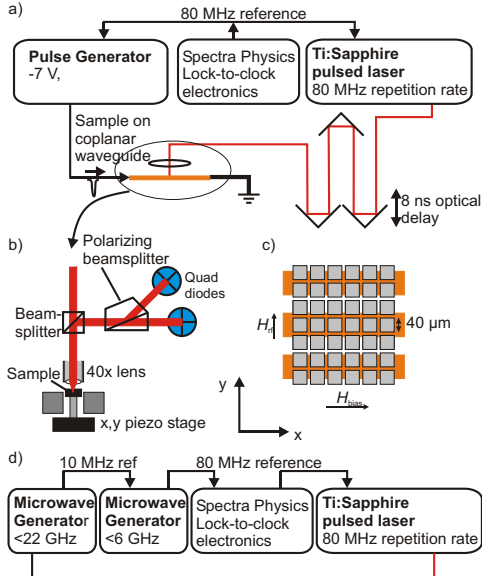 a)
80 MHz reference
Pulse Generator
-7 V,
Spectra Physics
Lock-to-clock
electronics
Ti:Sapphire
pulsed laser
80 MHz repetition rate
Sample on
coplanar
waveguide
8 ns optical
delay
b)
Polarizing
beamsplitter
Quad
diodes
Beam-
splitter
Sample
40x lens
x,y piezo stage
c)
H_rf
40 μm
H_bias
y
x
d)
10 MHz ref
80 MHz reference
Microwave
Generator
<22 GHz
Microwave
Generator
<6 GHz
Spectra Physics
Lock-to-clock
electronics
Ti:Sapphire
pulsed laser
80 MHz repetition rate